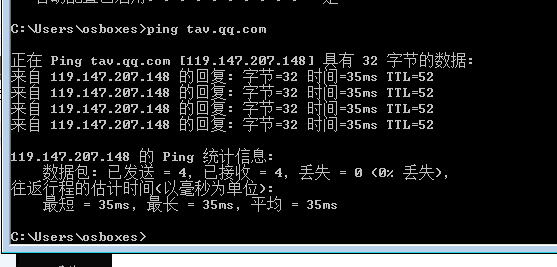 C:\Users\osboxes>ping tav.qq.com
正在 Ping tav.qq.com [119.147.207.148] 具有 32 字节的数据:
来自 119.147.207.148 的回复: 字节=32 时间=35ms TTL=52
来自 119.147.207.148 的回复: 字节=32 时间=35ms TTL=52
来自 119.147.207.148 的回复: 字节=32 时间=35ms TTL=52
来自 119.147.207.148 的回复: 字节=32 时间=35ms TTL=52
119.147.207.148 的 Ping 统计信息:
数据包: 已发送 = 4, 已接收 = 4, 丢失 = 0 (0% 丢失),
往返行程的估计时间(以毫秒为单位):
最短 = 35ms, 最长 = 35ms, 平均 = 35ms
C:\Users\osboxes>